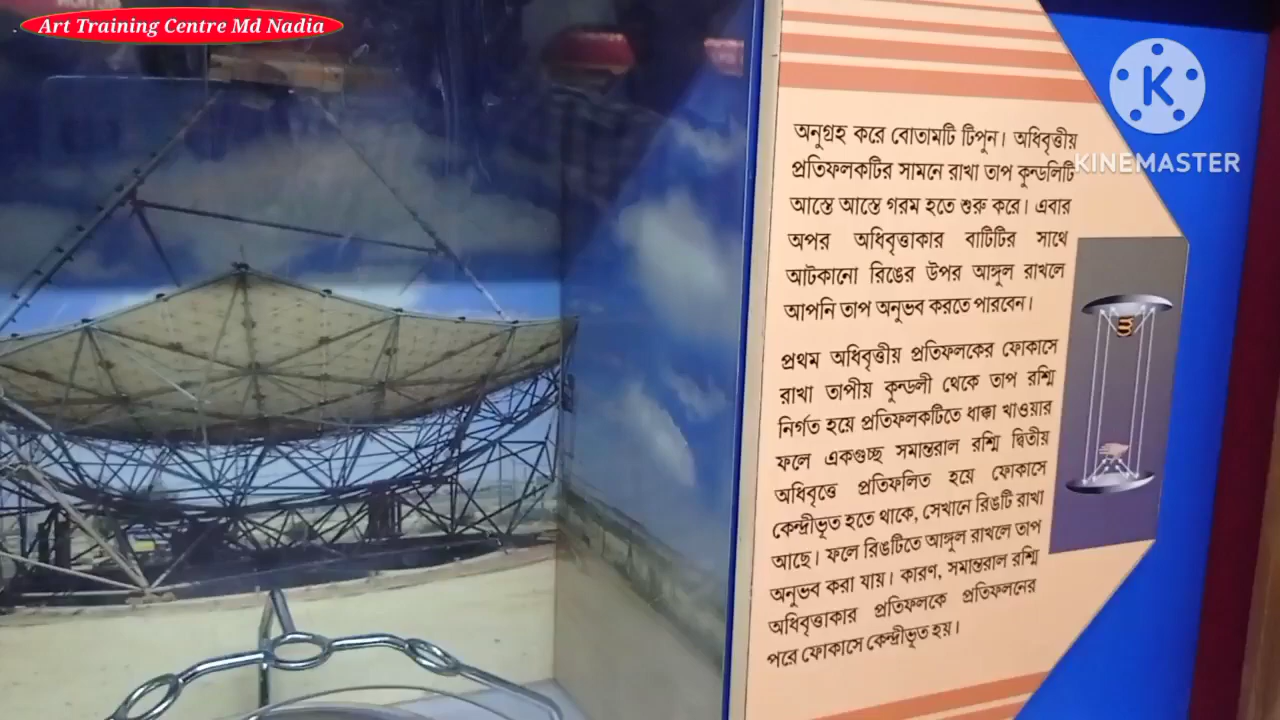 Art Training Centre Md Nadia
K
KINEMASTER
অনুগ্রহ করে বোতামটি টিপুন। অধিবৃত্তীয়
প্রতিফলকটির সামনে রাখা তাপ কুন্ডলিটি
আস্তে আস্তে গরম হতে শুরু করে। এবার
অপর অধিবৃত্তাকার বাটিটির সাথে
আটকানো রিঙের উপর আঙ্গুল রাখলে
আপনি তাপ অনুভব করতে পারবেন।
প্রথম অধিবৃত্তীয় প্রতিফলকের ফোকাসে
রাখা তাপীয় কুন্ডলী থেকে তাপ রশ্মি
নির্গত হয়ে প্রতিফলকটিতে ধাক্কা খাওয়ার
ফলে একগুচ্ছ সমান্তরাল রশ্মি দ্বিতীয়
অধিবৃত্তে প্রতিফলিত হয়ে ফোকাসে
কেন্দ্রীভূত হতে থাকে, সেখানে রিঙটি রাখা
আছে। ফলে রিঙটিতে আঙ্গুল রাখলে তাপ
অনুভব করা যায়। কারণ, সমান্তরাল রশ্মি
অধিবৃত্তাকার প্রতিফলকে প্রতিফলনের
পরে ফোকাসে কেন্দ্রীভূত হয়।